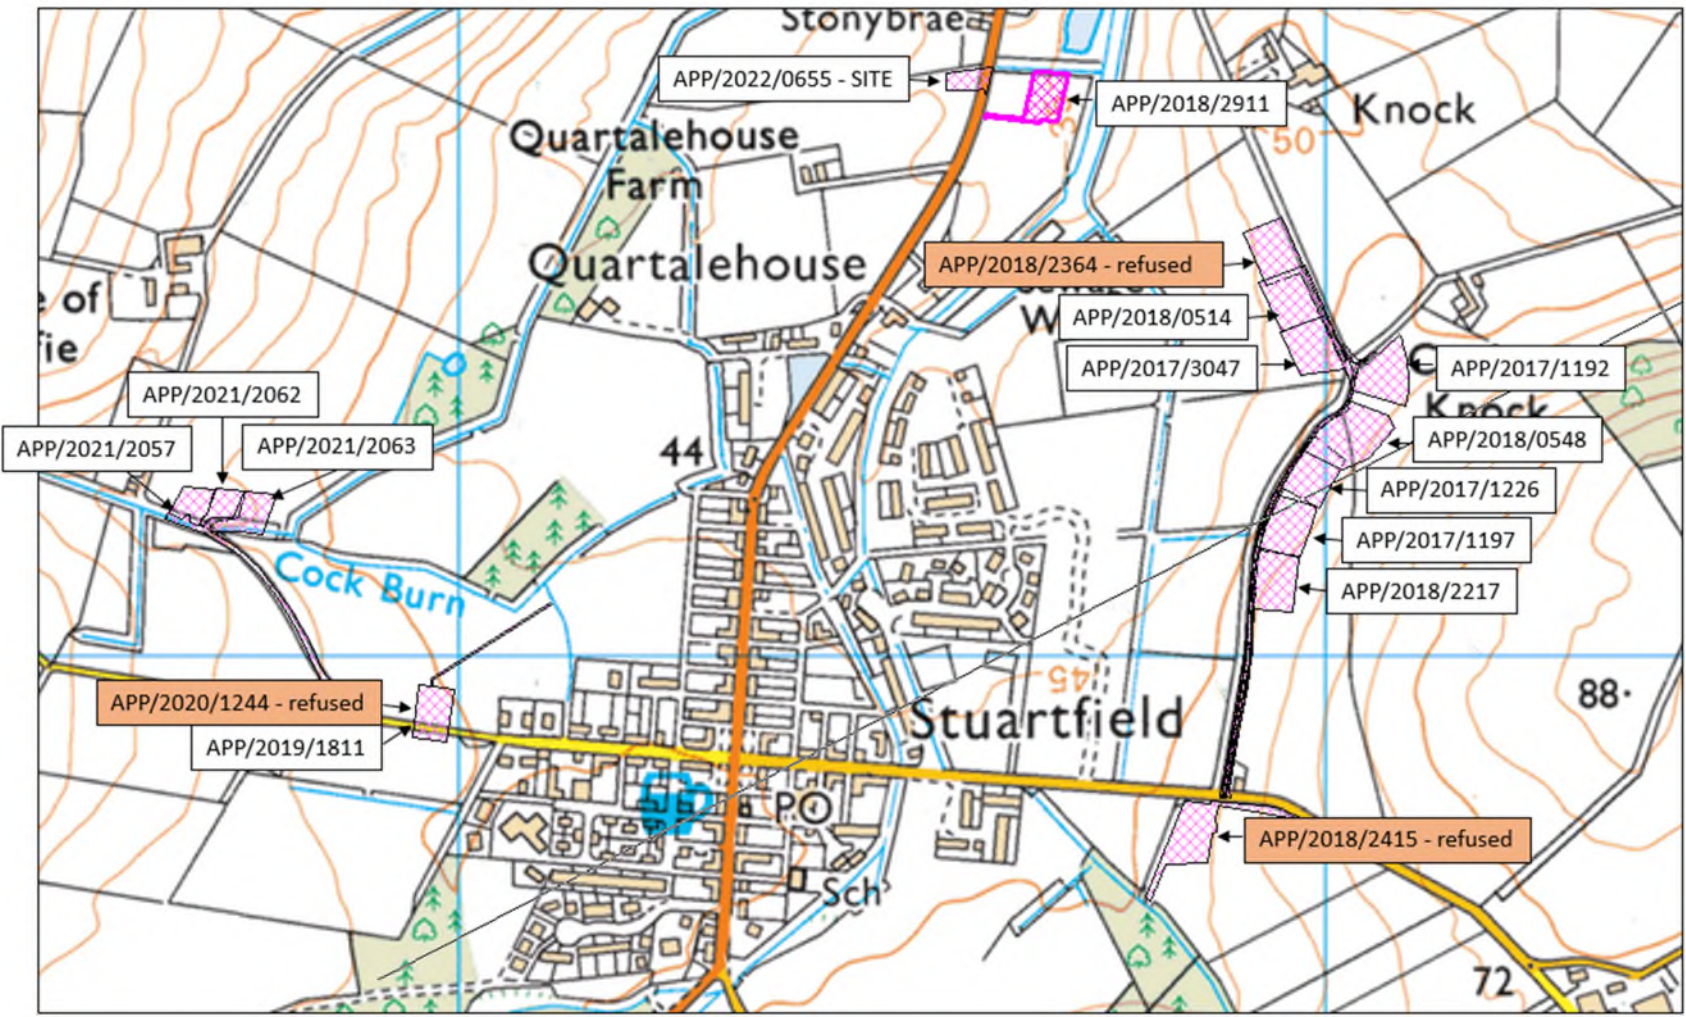 Stonybrae
APP/2022/0655 - SITE
APP/2018/2911
Knock
50
Quartalehouse
Farm
Quartalehouse
APP/2018/2364 - refused
e of
fie
W
APP/2018/0514
APP/2017/3047
APP/2017/1192
Knock
APP/2021/2062
APP/2021/2057
APP/2021/2063
44
APP/2018/0548
APP/2017/1226
APP/2017/1197
Cock Burn
APP/2018/2217
45
88
APP/2020/1244 - refused
Stuartfield
APP/2019/1811
PO
APP/2018/2415 - refused
Sch
72